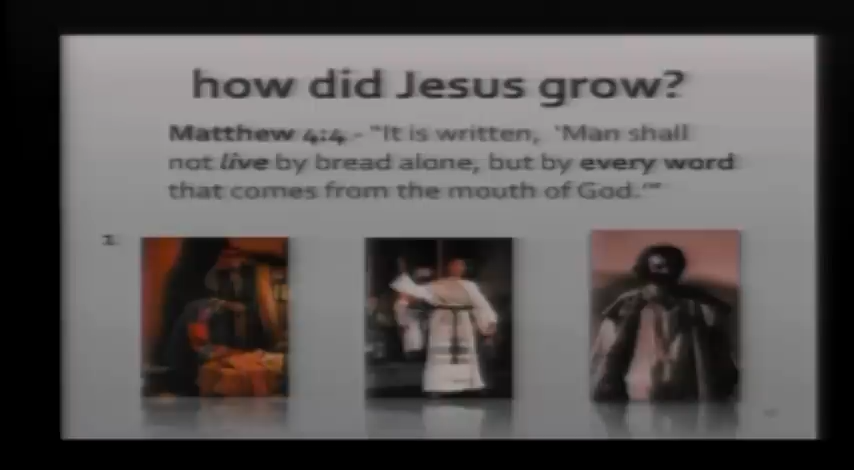 how did Jesus grow?
Matthew 4:4 - "It is written, 'Man shall
not live by bread alone, but by every word
that comes from the mouth of God.'"
1.